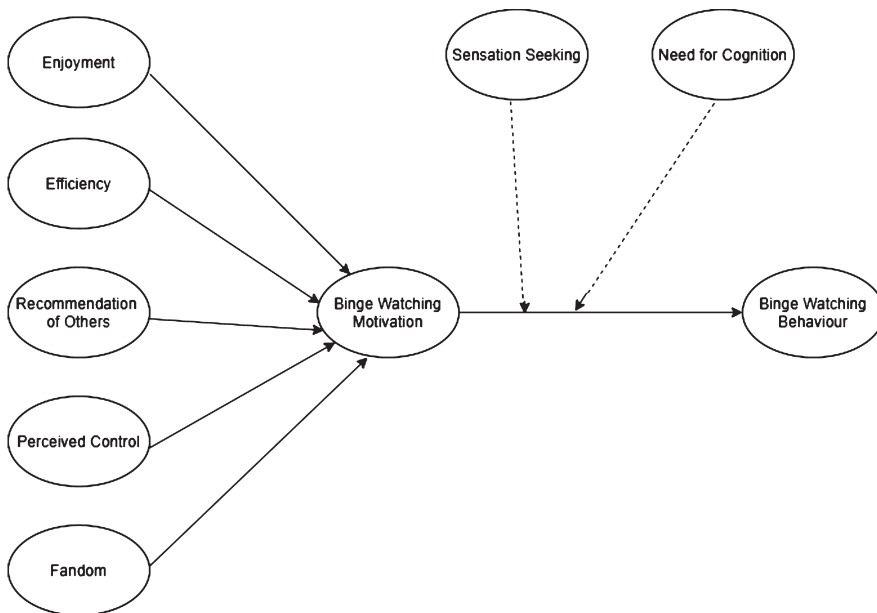 Enjoyment
Sensation Seeking
Need for Cognition
Efficiency
Recommendation
of Others
Binge Watching
Motivation
Binge Watching
Behaviour
Perceived Control
Fandom